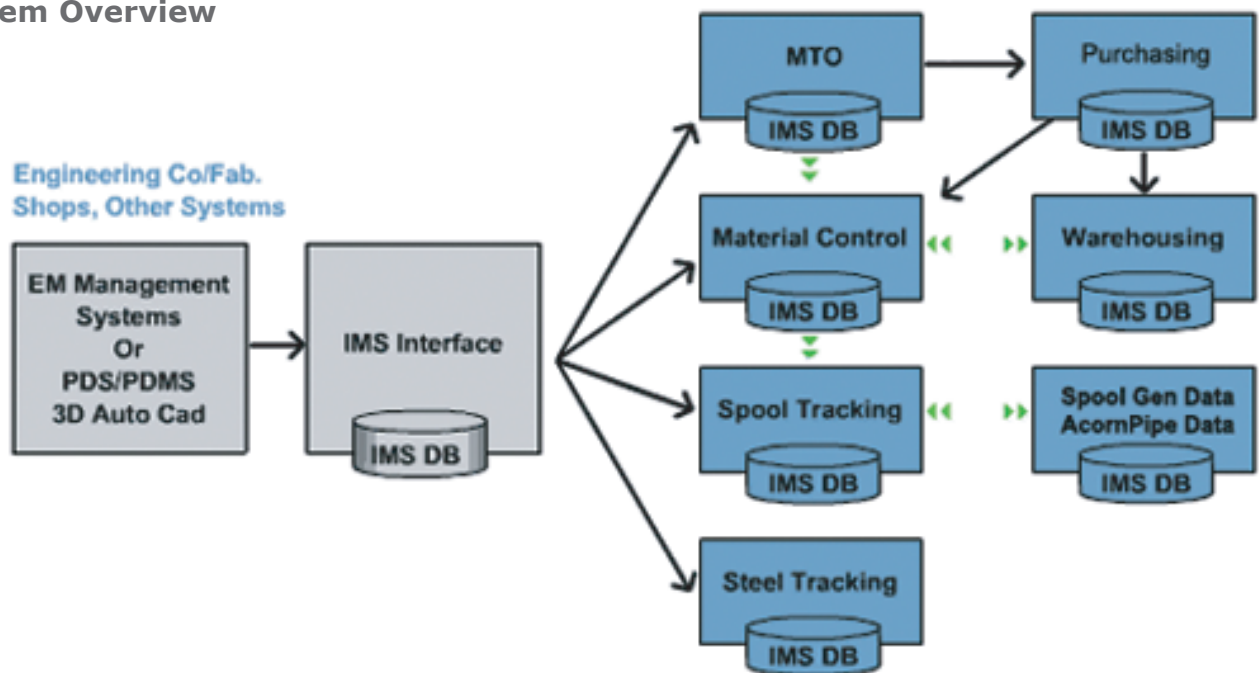 em Overview
Engineering Co/Fab.
Shops, Other Systems
EM Management
Systems
Or
PDS/PDMS
3D Auto Cad
IMS Interface
IMS DB
MTO
IMS DB
Purchasing
IMS DB
Material Control
IMS DB
Warehousing
IMS DB
Spool Tracking
IMS DB
Spool Gen Data
AcornPipe Data
IMS DB
Steel Tracking
IMS DB